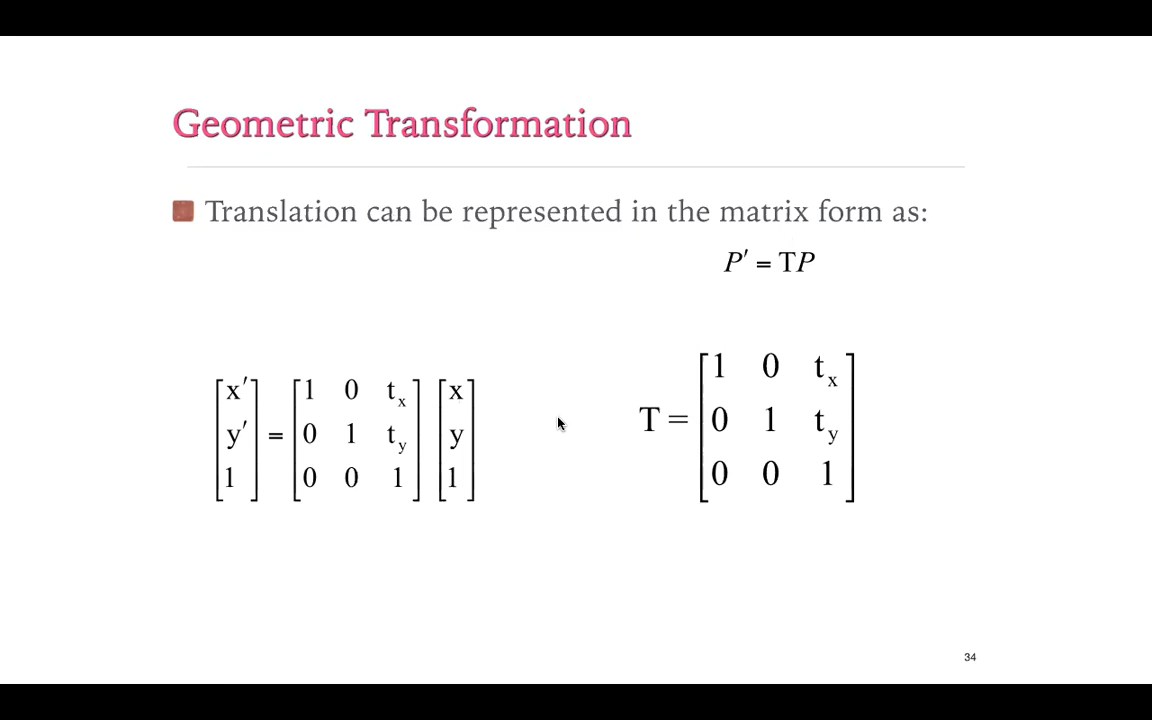 Geometric Transformation
Translation can be represented in the matrix form as:
P′ = TP
[x′] = [1 0 tx] [x]
[y′] = [0 1 ty] [y]
[1] = [0 0 1] [1]
T = [1 0 tx]
[0 1 ty]
[0 0 1]
34